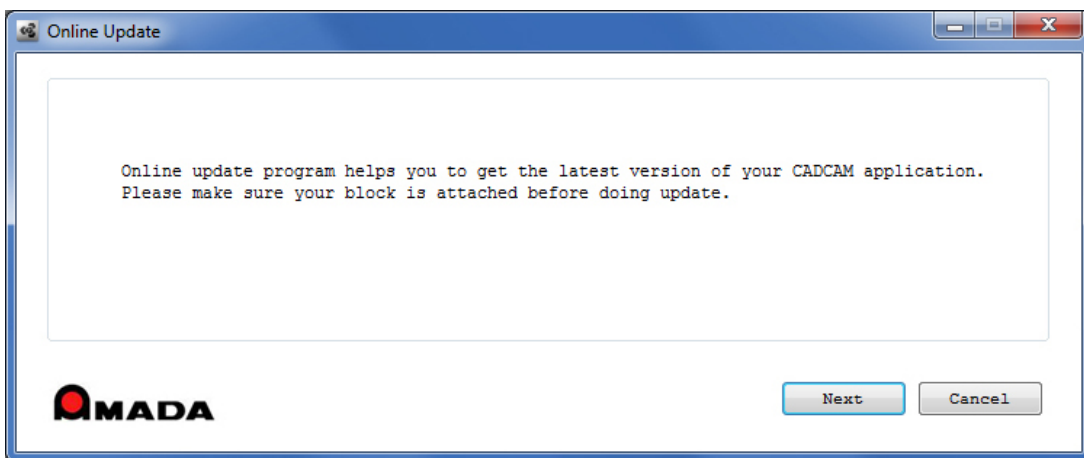 Online Update
Online update program helps you to get the latest version of your CADCAM application.
Please make sure your block is attached before doing update.
AMADA
Next
Cancel